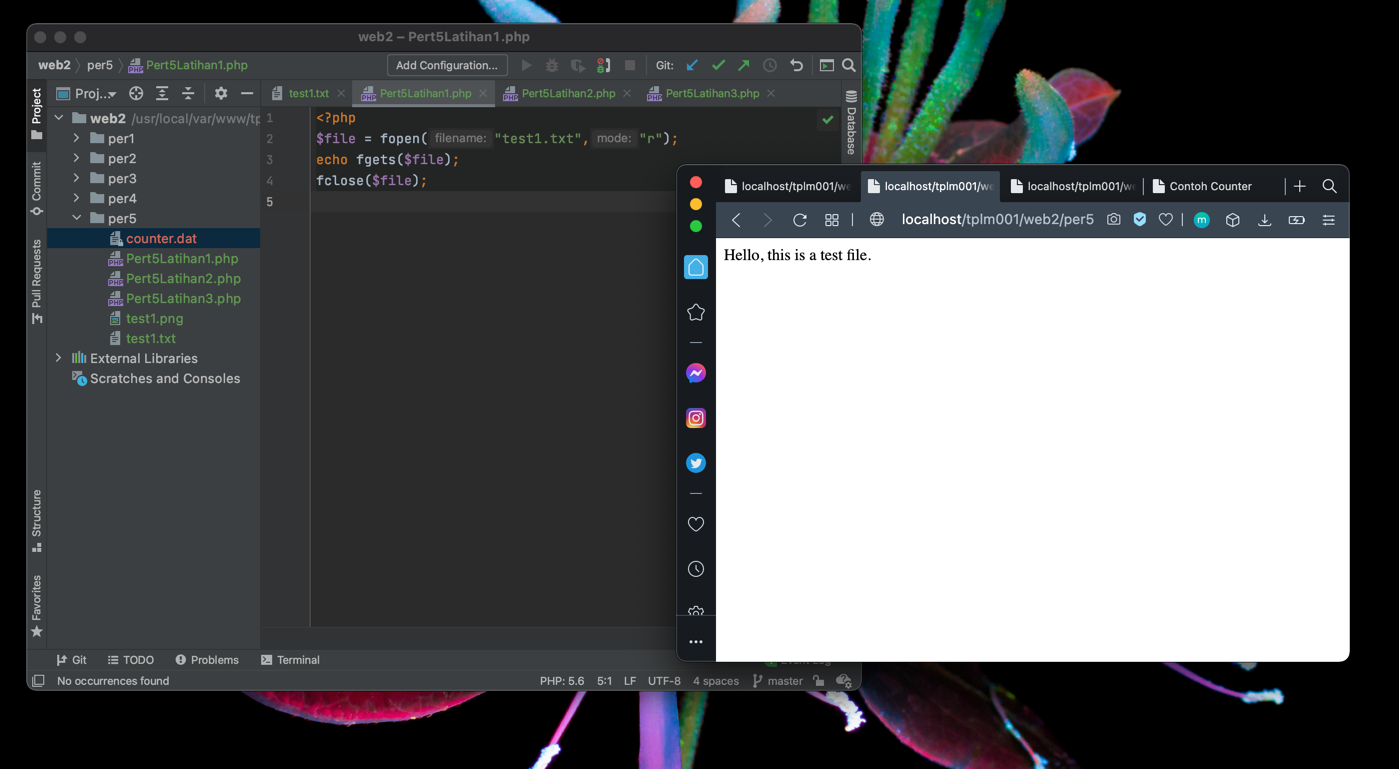 web2 – Pert5Latihan1.php
web2 per5 Pert5Latihan1.php Add Configuration... Git:
Project Proj... test1.txt Pert5Latihan1.php Pert5Latihan2.php Pert5Latihan3.php
web2 /usr/local/var/www/tp
per1
per2
per3
per4
per5
counter.dat
Pert5Latihan1.php
Pert5Latihan2.php
Pert5Latihan3.php
test1.png
test1.txt
External Libraries
Scratches and Consoles
Commit
Pull Requests
Structure
Favorites
1 <?php
2 $file = fopen( filename: "test1.txt", mode: "r");
3 echo fgets($file);
4 fclose($file);
5
Database
Git TODO Problems Terminal
No occurrences found PHP: 5.6 5:1 LF UTF-8 4 spaces master
localhost/tplm001/we localhost/tplm001/we localhost/tplm001/we Contoh Counter
localhost/tplm001/web2/per5 m
Hello, this is a test file.